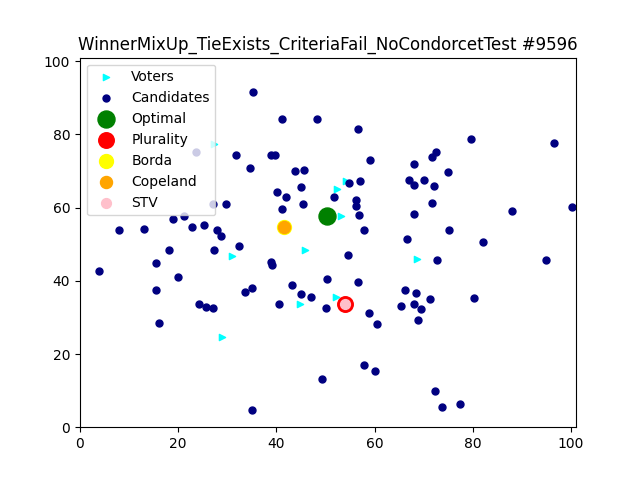 WinnerMixUp_TieExists_CriteriaFail_NoCondorcetTest #9596
100
80
60
40
20
0
Voters
Candidates
Optimal
Plurality
Borda
Copeland
STV
0 20 40 60 80 100